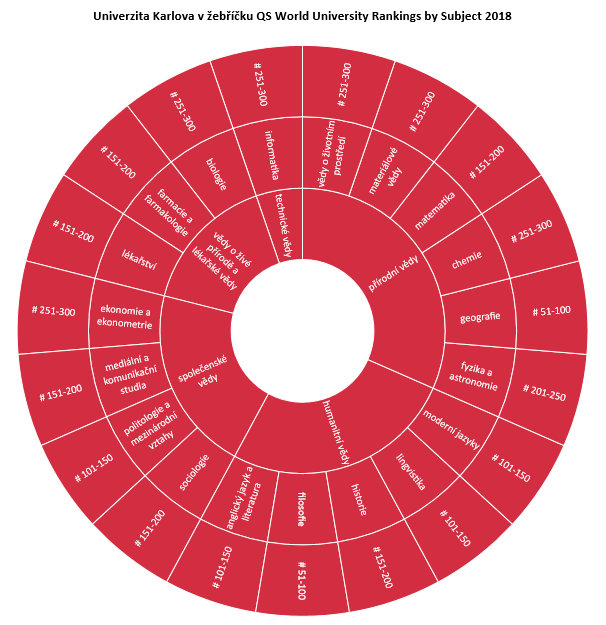 Univerzita Karlova v žebříčku QS World University Rankings by Subject 2018
přírodní vědy
vědy o životním
prostředí
# 251-300
materiálové
vědy
# 251-300
matematika
# 151-200
chemie
# 251-300
geografie
# 51-100
fyzika a
astronomie
# 201-250
humanitní vědy
moderní jazyky
# 101-150
lingvistika
# 101-150
historie
# 151-200
filosofie
# 51-100
anglický jazyk a
literatura
# 101-150
společenské
vědy
sociologie
# 151-200
politologie a
mezinárodní
vztahy
# 101-150
mediální a
komunikační
studia
# 151-200
ekonomie a
ekonometrie
# 251-300
vědy o živé
přírodě a
lékařské vědy
lékařství
# 151-200
farmacie a
farmakologie
# 151-200
biologie
# 251-300
technické vědy
informatika
# 251-300